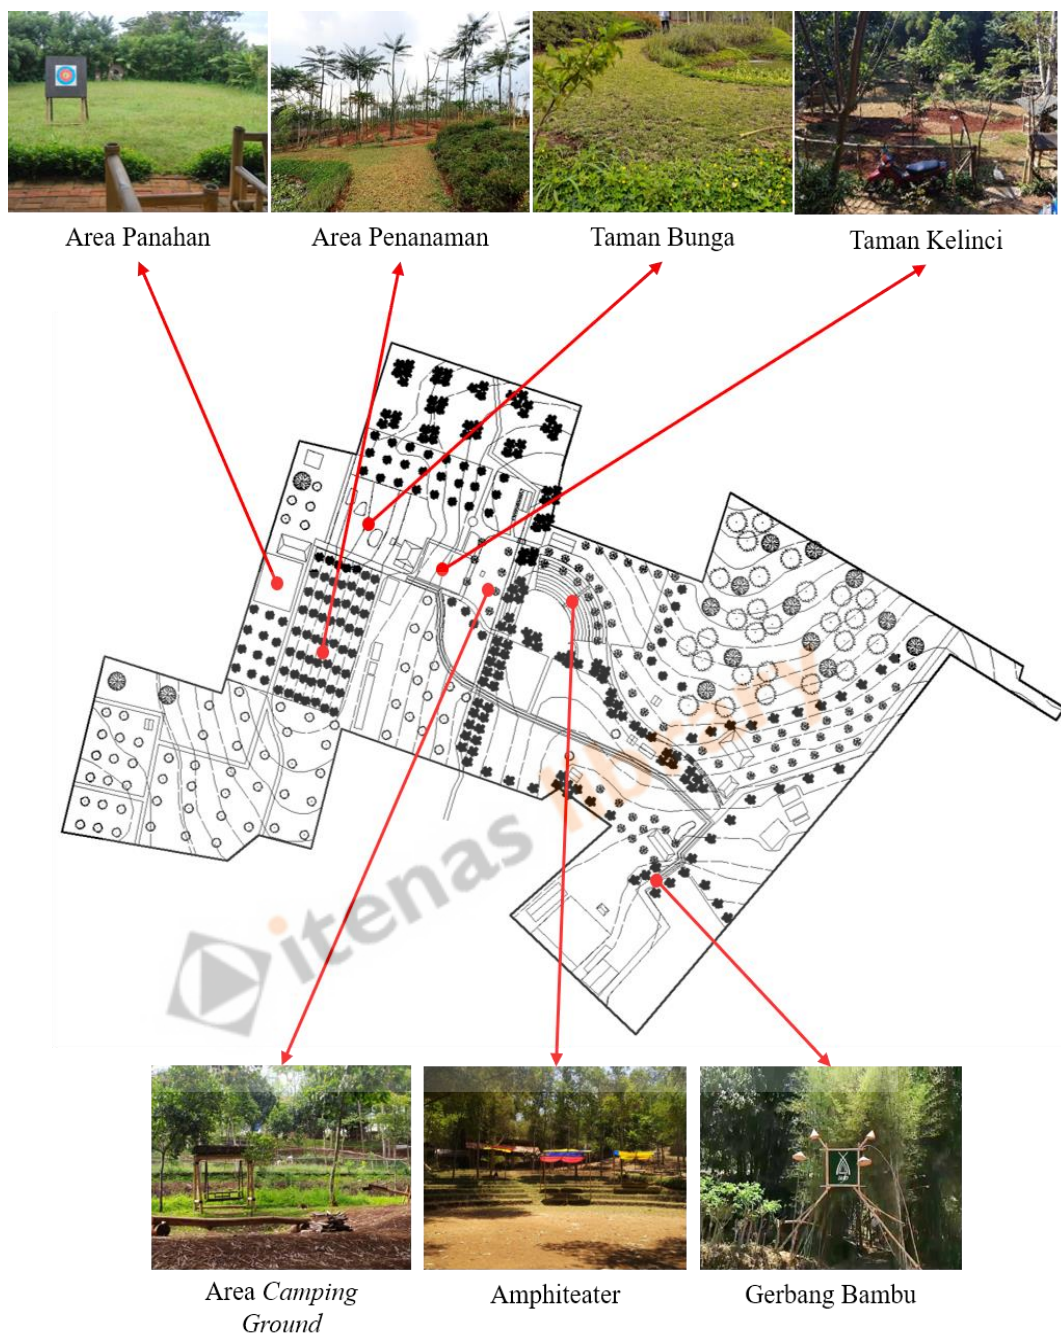 Area Panahan
Area Penanaman
Taman Bunga
Taman Kelinci
itenas library
Area Camping
Ground
Amphiteater
Gerbang Bambu